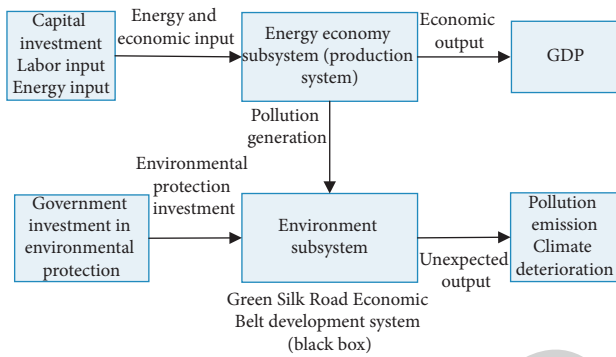 Capital
investment
Labor input
Energy input
Energy and
economic input
Energy economy
subsystem (production
system)
Economic
output
GDP
Pollution
generation
Government
investment in
environmental
protection
Environmental
protection
investment
Environment
subsystem
Unexpected
output
Pollution
emission
Climate
deterioration
Green Silk Road Economic
Belt development system
(black box)